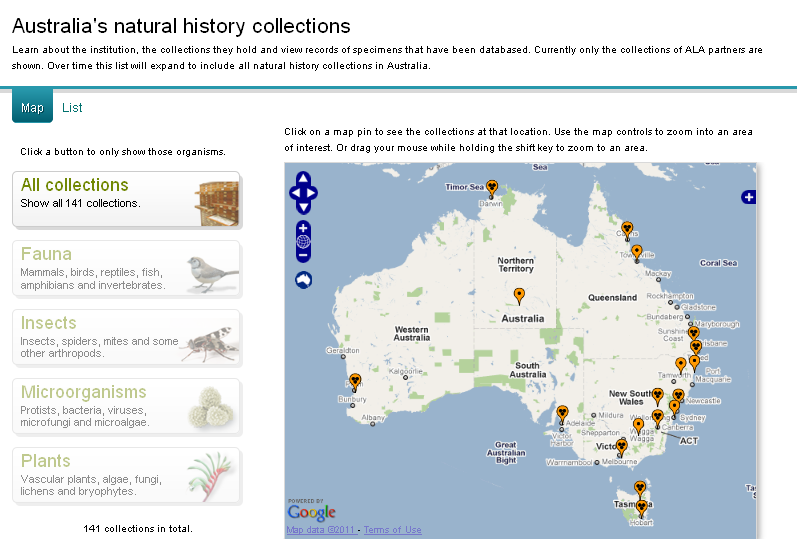 Australia's natural history collections
Learn about the institution, the collections they hold and view records of specimens that have been databased. Currently only the collections of ALA partners are
shown. Over time this list will expand to include all natural history collections in Australia.
Map List
Click on a map pin to see the collections at that location. Use the map controls to zoom into an area
of interest. Or drag your mouse while holding the shift key to zoom to an area.
Click a button to only show those organisms.
All collections
Show all 141 collections.
Fauna
Mammals, birds, reptiles, fish,
amphibians and invertebrates.
Insects
Insects, spiders, mites and some
other arthropods.
Microorganisms
Protists, bacteria, viruses,
microfungi and microalgae.
Plants
Vascular plants, algae, fungi,
lichens and bryophytes.
141 collections in total.
Sea
Timor Sea
Darwin
Coral Sea
Northern
Territory
Mackay
Queensland
Rockhampton
Gladstone
Bundaberg
Maryborough
Sunshine
Coast
Australia
Western
Australia
Geraldton
Kalgoorlie
South
Australia
Bunbury
Albany
Tamworth
Port
Macquarie
New South
Wales
Newcastle
Sydney
Mildura
Adelaide
Victor
Harbor
Wagga
Wagga
Canberra
ACT
Great
Australian
Bight
Warrnambool
Melbourne
Hobart
POWERED BY
Google
Map data ©2011 - Terms of Use